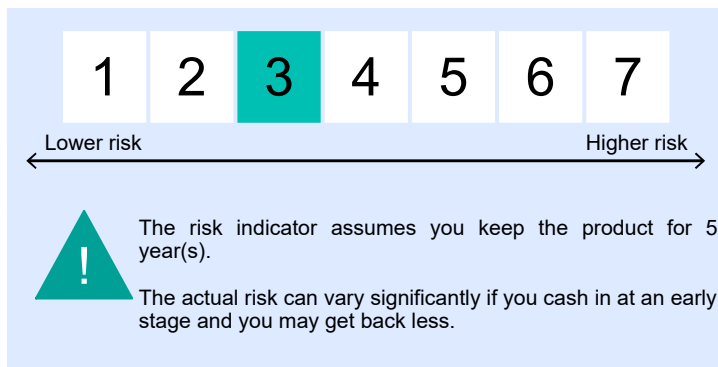 1 2 3 4 5 6 7
Lower risk Higher risk
! The risk indicator assumes you keep the product for 5
year(s).
The actual risk can vary significantly if you cash in at an early
stage and you may get back less.